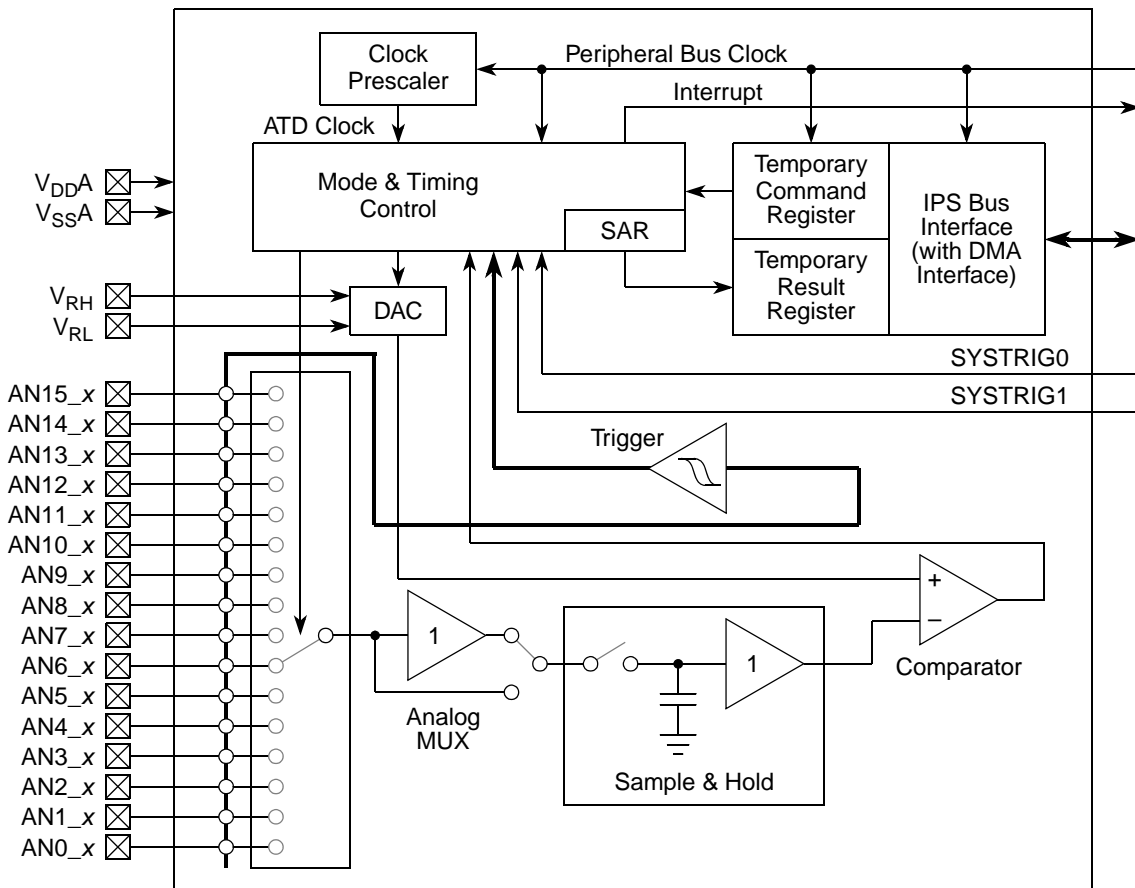 Clock
Prescaler
Peripheral Bus Clock
Interrupt
ATD Clock
Mode & Timing
Control
SAR
Temporary
Command
Register
Temporary
Result
Register
IPS Bus
Interface
(with DMA
Interface)
VDDA
VSSA
VRH
VRL
DAC
SYSTRIG0
SYSTRIG1
Trigger
AN15_x
AN14_x
AN13_x
AN12_x
AN11_x
AN10_x
AN9_x
AN8_x
AN7_x
AN6_x
AN5_x
AN4_x
AN3_x
AN2_x
AN1_x
AN0_x
1
Analog
MUX
1
Sample & Hold
+
–
Comparator